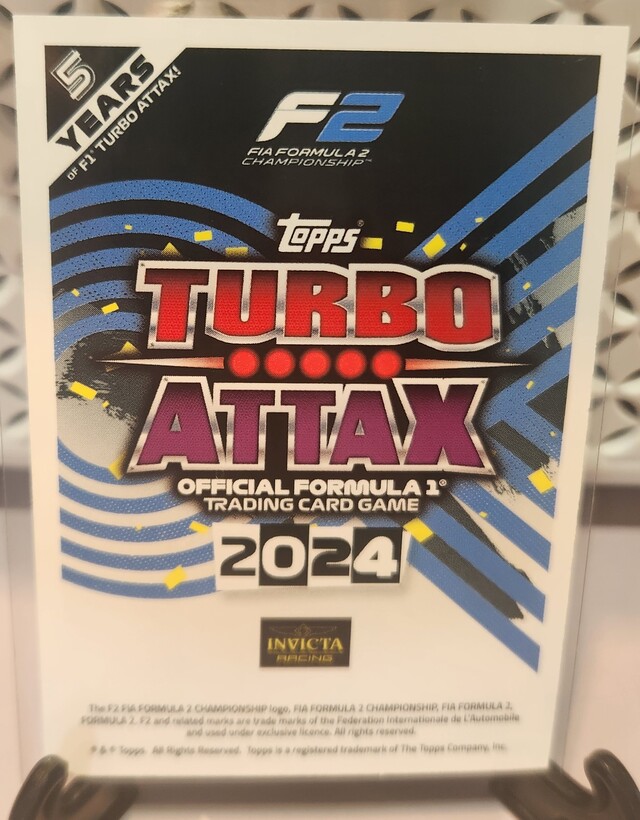 5
YEARS
OF F1® TURBO ATTAX!
F2
FIA FORMULA 2
CHAMPIONSHIP™
Topps®
TURBO
ATTAX
OFFICIAL FORMULA 1®
TRADING CARD GAME
2024
INVICTA
RACING
The F2 FIA FORMULA 2 CHAMPIONSHIP logo, FIA FORMULA 2 CHAMPIONSHIP, FIA FORMULA 2,
FORMULA 2, F2 and related marks are trade marks of the Federation Internationale de L'Automobile
and used under exclusive licence. All rights reserved.
® & © Topps. All Rights Reserved. Topps is a registered trademark of The Topps Company, Inc.